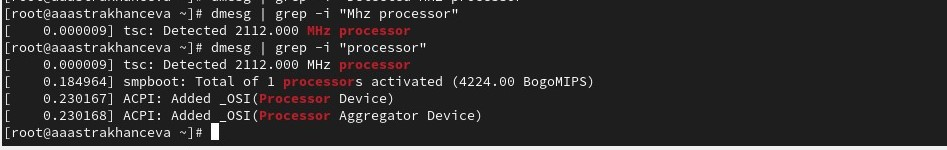 [root@aaastrakhanceva ~]# dmesg | grep -i "Mhz processor"
[    0.000009] tsc: Detected 2112.000 MHz processor
[root@aaastrakhanceva ~]# dmesg | grep -i "processor"
[    0.000009] tsc: Detected 2112.000 MHz processor
[    0.184964] smpboot: Total of 1 processors activated (4224.00 BogoMIPS)
[    0.230167] ACPI: Added _OSI(Processor Device)
[    0.230168] ACPI: Added _OSI(Processor Aggregator Device)
[root@aaastrakhanceva ~]#